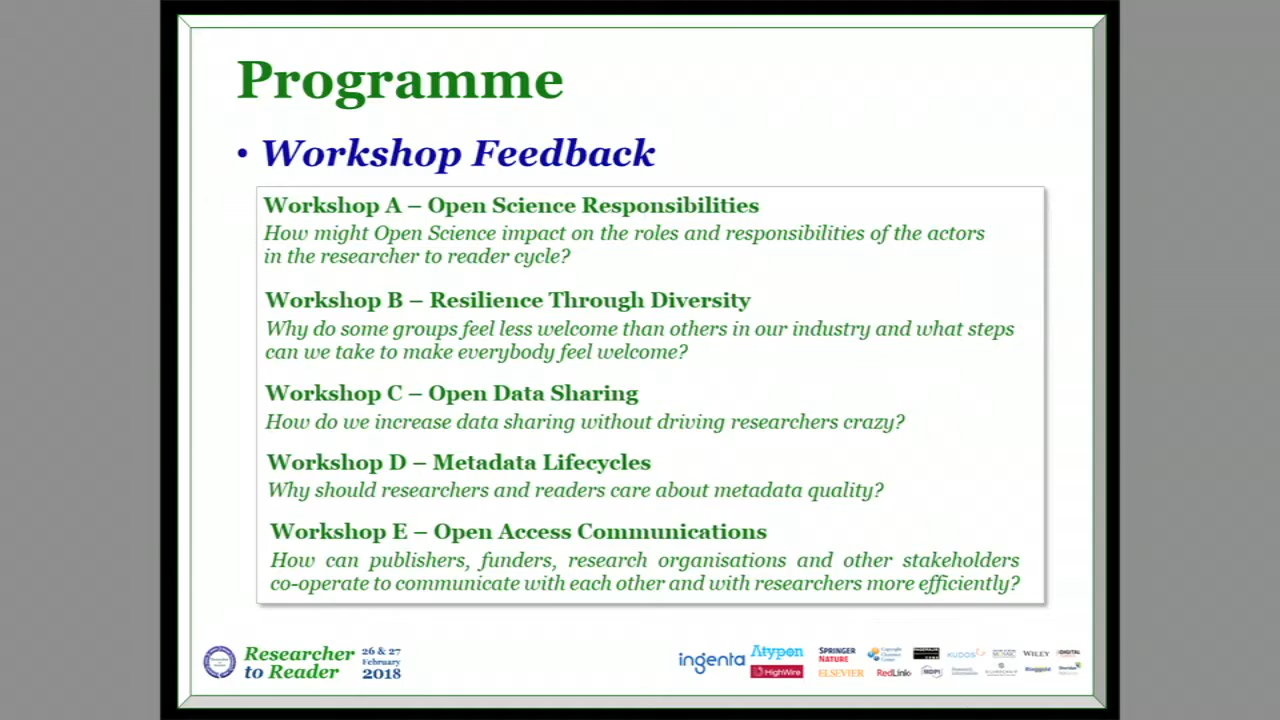 Programme
• Workshop Feedback
Workshop A – Open Science Responsibilities
How might Open Science impact on the roles and responsibilities of the actors
in the researcher to reader cycle?
Workshop B – Resilience Through Diversity
Why do some groups feel less welcome than others in our industry and what steps
can we take to make everybody feel welcome?
Workshop C – Open Data Sharing
How do we increase data sharing without driving researchers crazy?
Workshop D – Metadata Lifecycles
Why should researchers and readers care about metadata quality?
Workshop E – Open Access Communications
How can publishers, funders, research organisations and other stakeholders
co-operate to communicate with each other and with researchers more efficiently?
Researcher
to Reader
26 & 27
February
2018
ingenta
Atypon
HighWire
SPRINGER
NATURE
ELSEVIER
Copyright
Clearance
Center
RedLink
KUDOS
MDPI
WILEY
DIGITAL